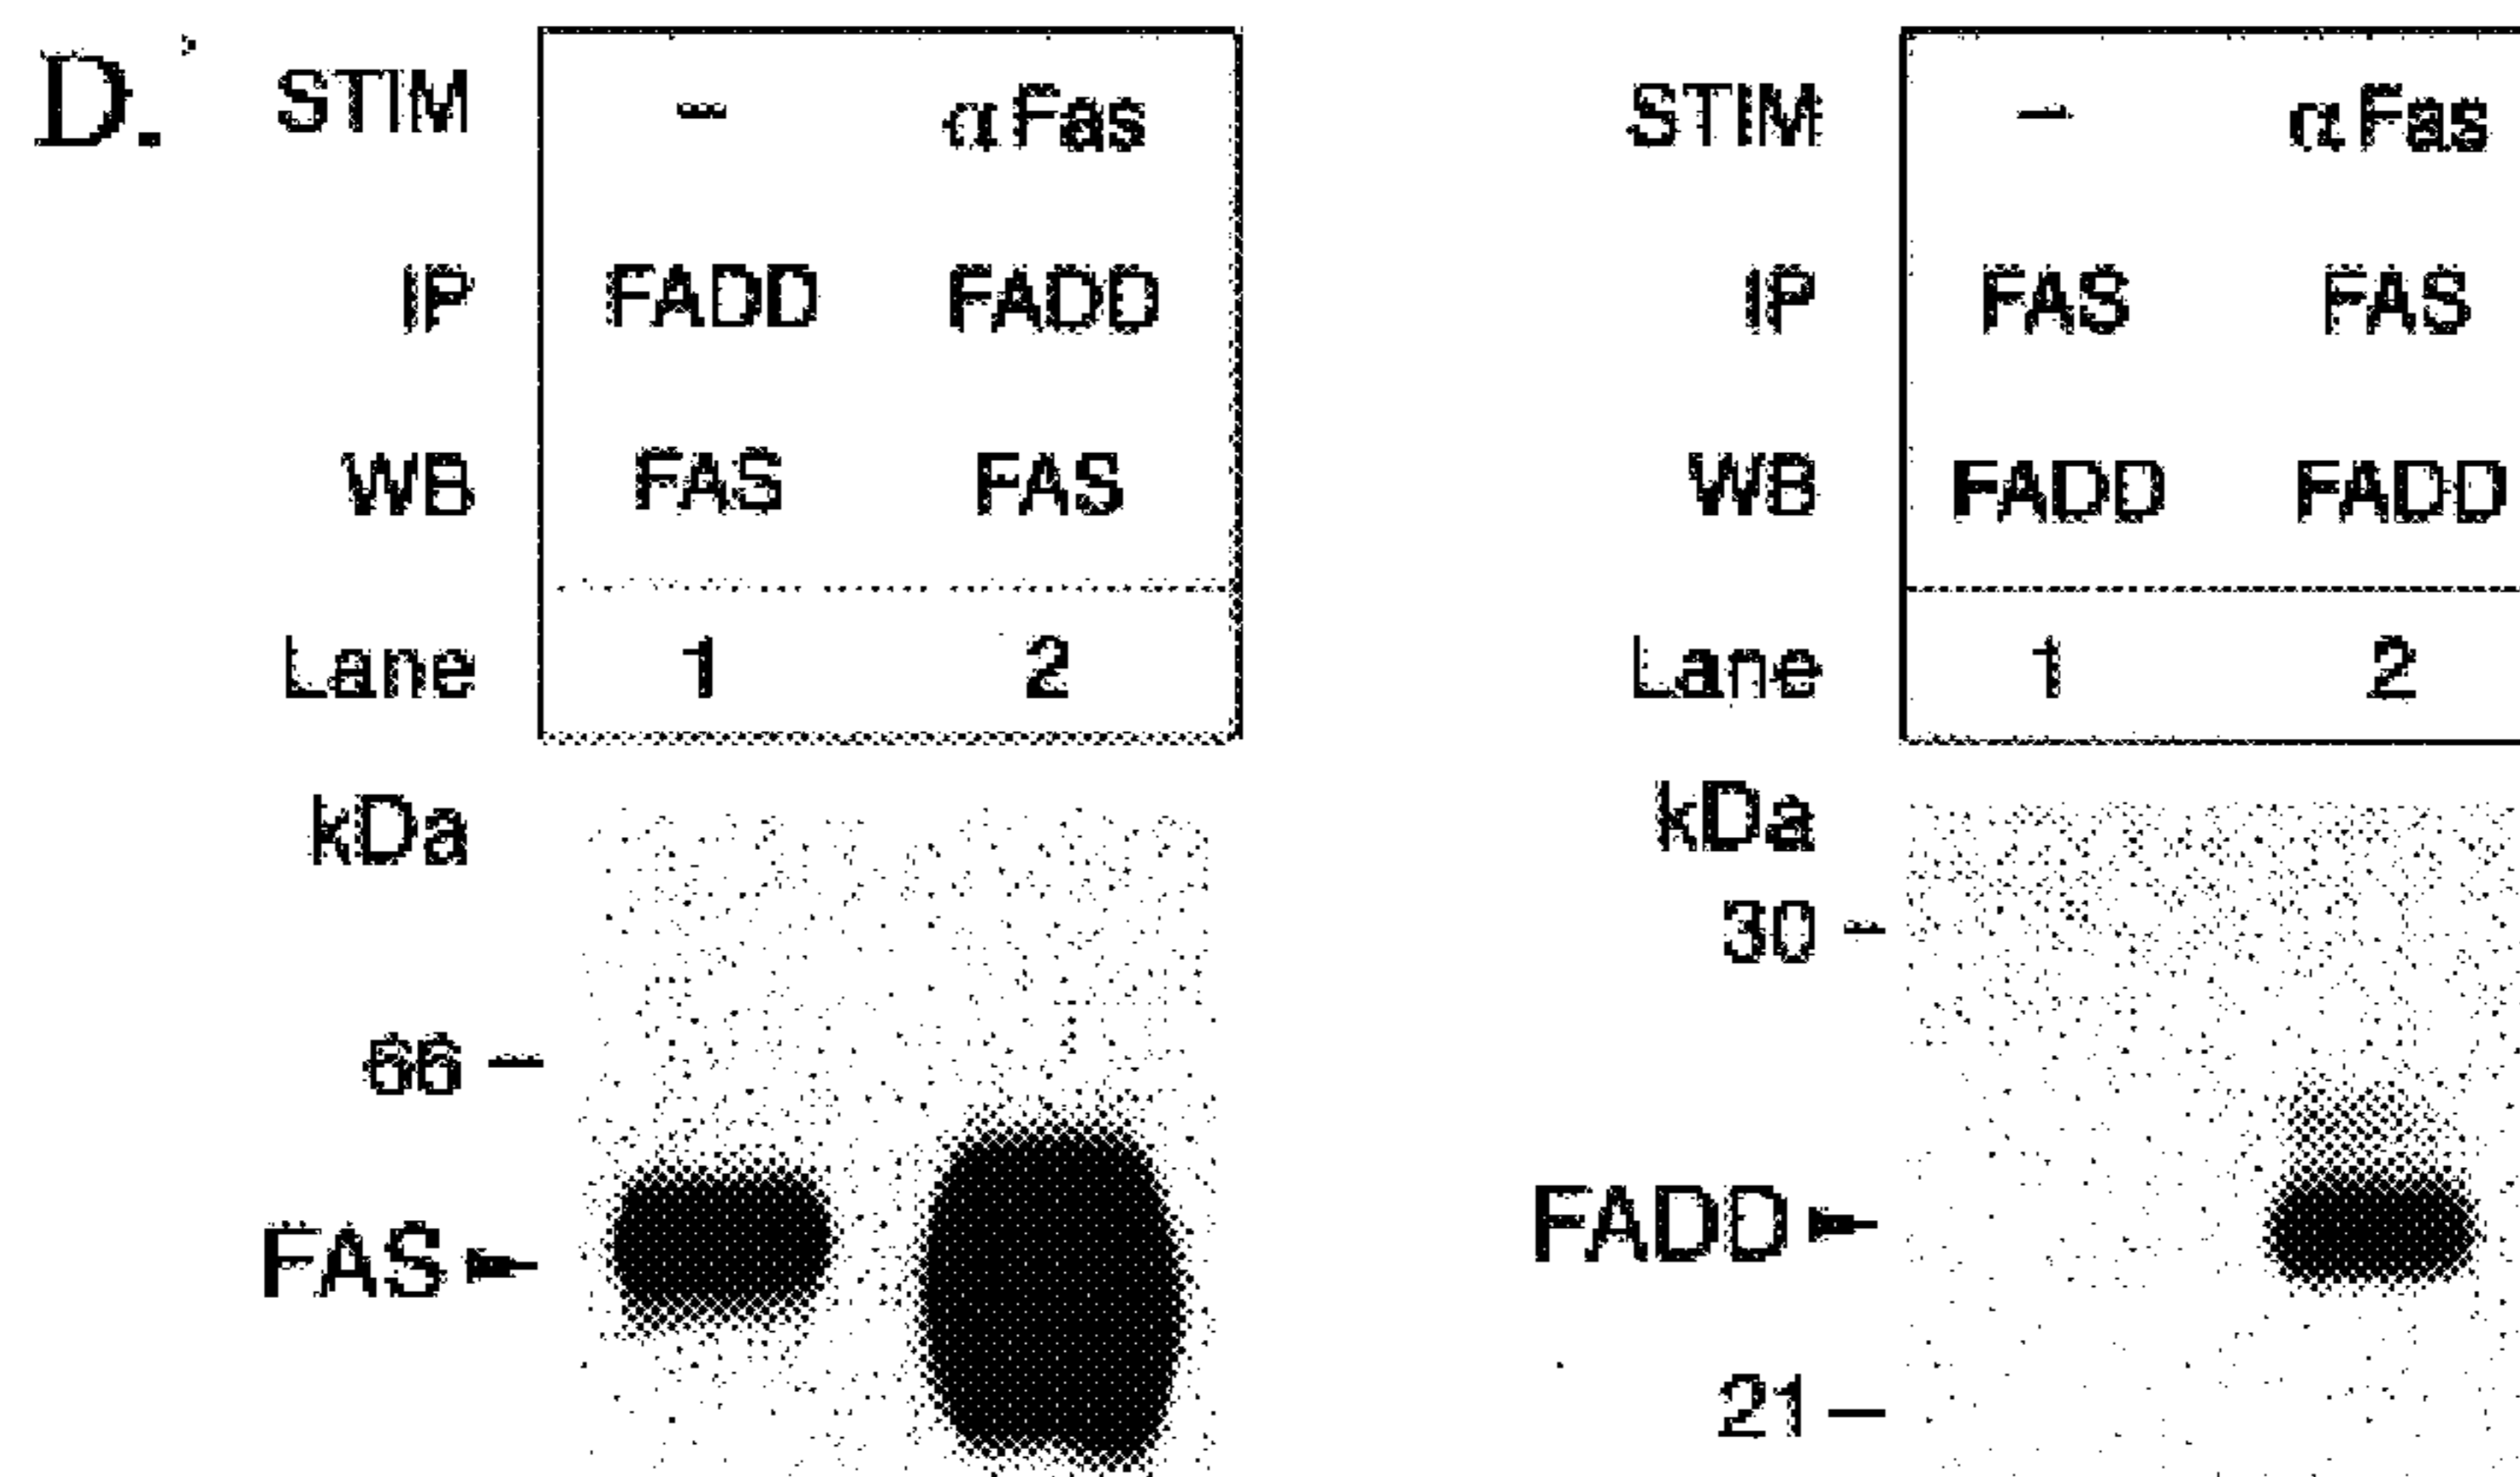 D.
STIM - αFas
IP FADD FADD
WB FAS FAS
Lane 1 2
kDa
66 -
FAS
STIM - αFas
IP FAS FAS
WB FADD FADD
Lane 1 2
kDa
30 -
FADD
21 -